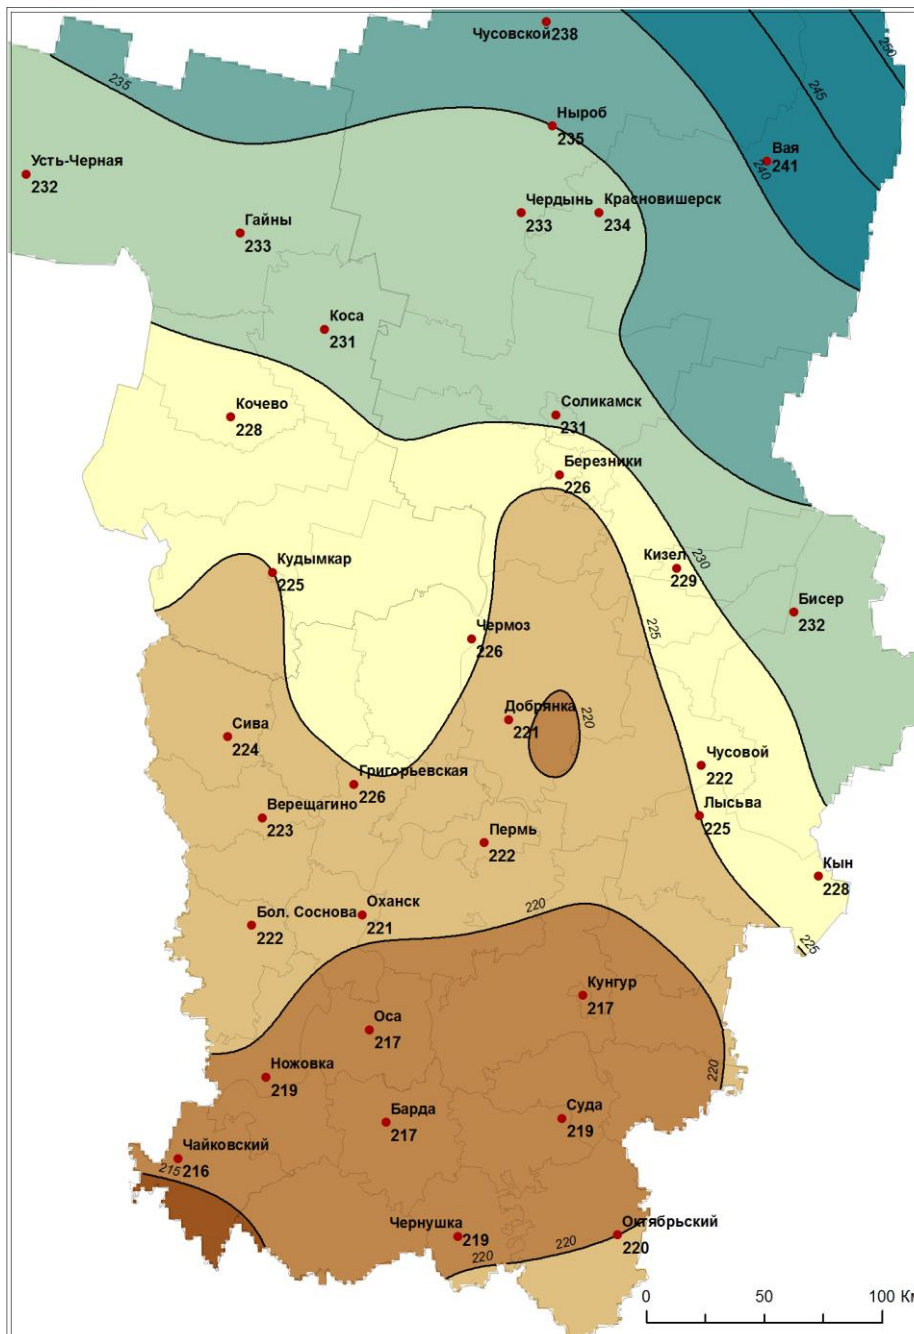 Чусовской 238
250
235
245
Ныроб
235
Вая
241
240
Усть-Черная
232
Чердынь
233
Красновишерск
234
Гайны
233
Коса
231
Кочево
228
Соликамск
231
Березники
226
Кудымкар
225
Кизел
229
230
Бисер
232
Чермоз
226
225
Добрянка
221
220
Сива
224
Чусовой
222
Григорьевская
226
Верещагино
223
Лысьва
225
Пермь
222
Кын
228
Бол. Соснова
222
Оханск
221
220
225
Кунгур
217
Оса
217
Ножовка
219
220
Барда
217
Суда
219
Чайковский
216
215
Чернушка
219
Октябрьский
220
220
220
0 50 100 Км